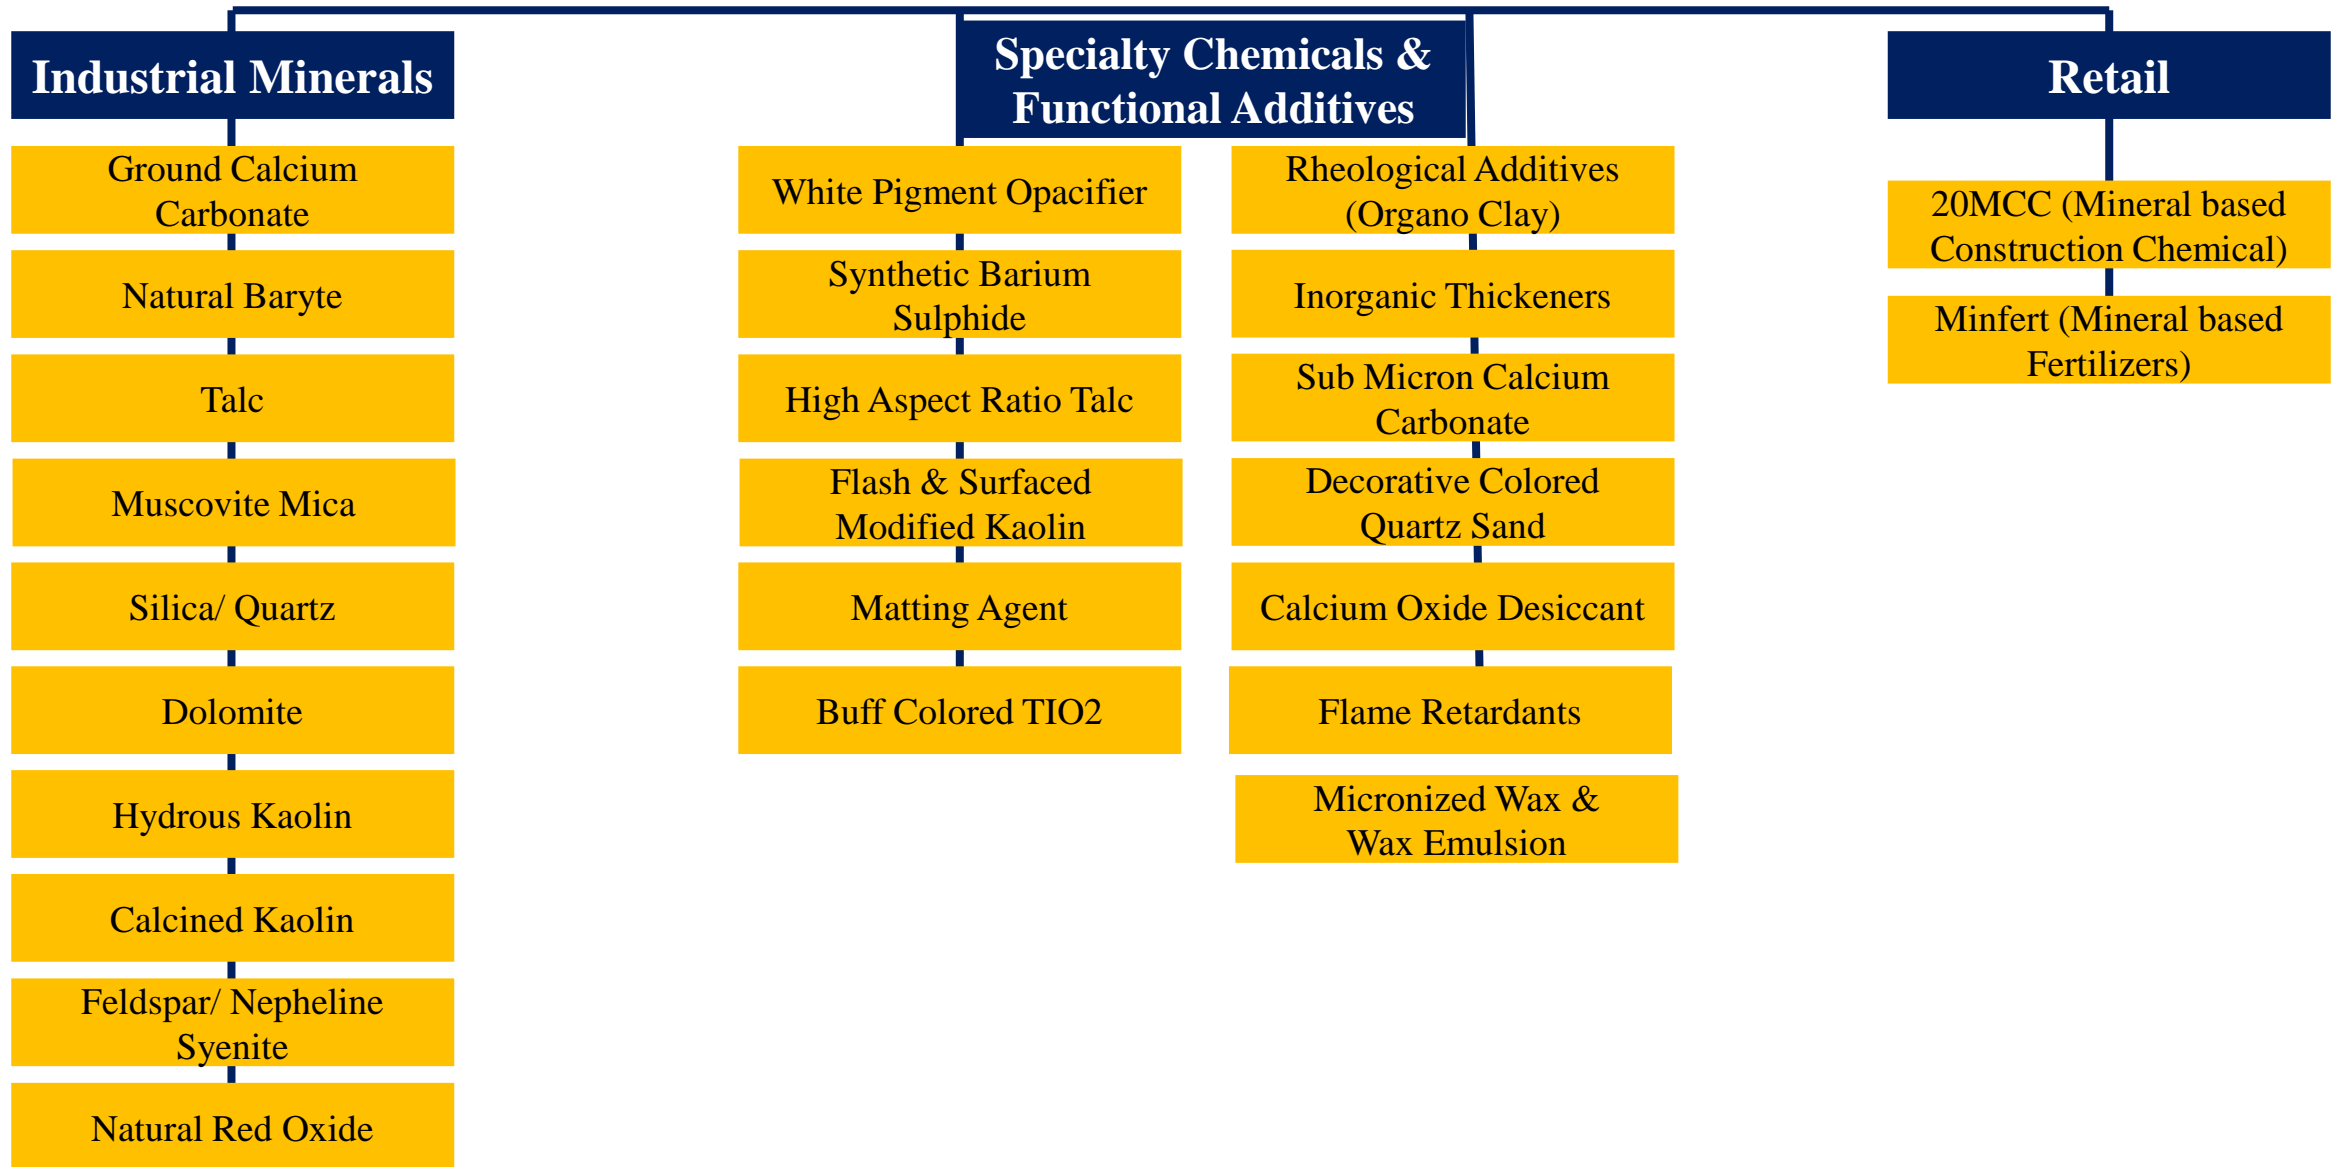 Industrial Minerals
Ground Calcium
Carbonate
Natural Baryte
Talc
Muscovite Mica
Silica/ Quartz
Dolomite
Hydrous Kaolin
Calcined Kaolin
Feldspar/ Nepheline
Syenite
Natural Red Oxide
Specialty Chemicals &
Functional Additives
White Pigment Opacifier
Synthetic Barium
Sulphide
High Aspect Ratio Talc
Flash & Surfaced
Modified Kaolin
Matting Agent
Buff Colored TIO2
Rheological Additives
(Organo Clay)
Inorganic Thickeners
Sub Micron Calcium
Carbonate
Decorative Colored
Quartz Sand
Calcium Oxide Desiccant
Flame Retardants
Micronized Wax &
Wax Emulsion
Retail
20MCC (Mineral based
Construction Chemical)
Minfert (Mineral based
Fertilizers)